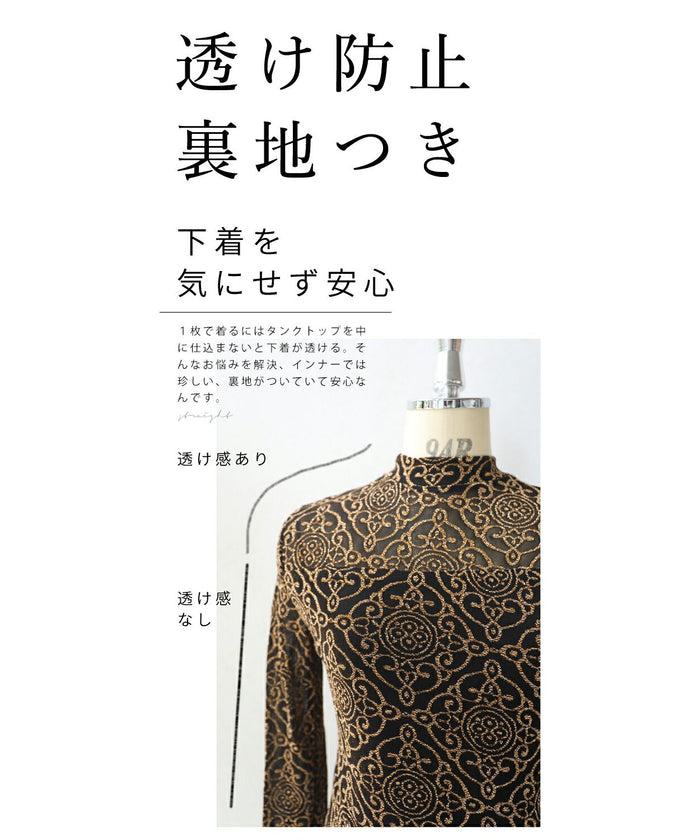 透け防止
裏地つき
下着を
気にせず安心
1枚で着るにはタンクトップを中
に仕込まないと下着が透ける。そ
んなお悩みを解決、インナーでは
珍しい、裏地がついていて安心な
んです。
straight
94R
透け感あり
透け感
なし